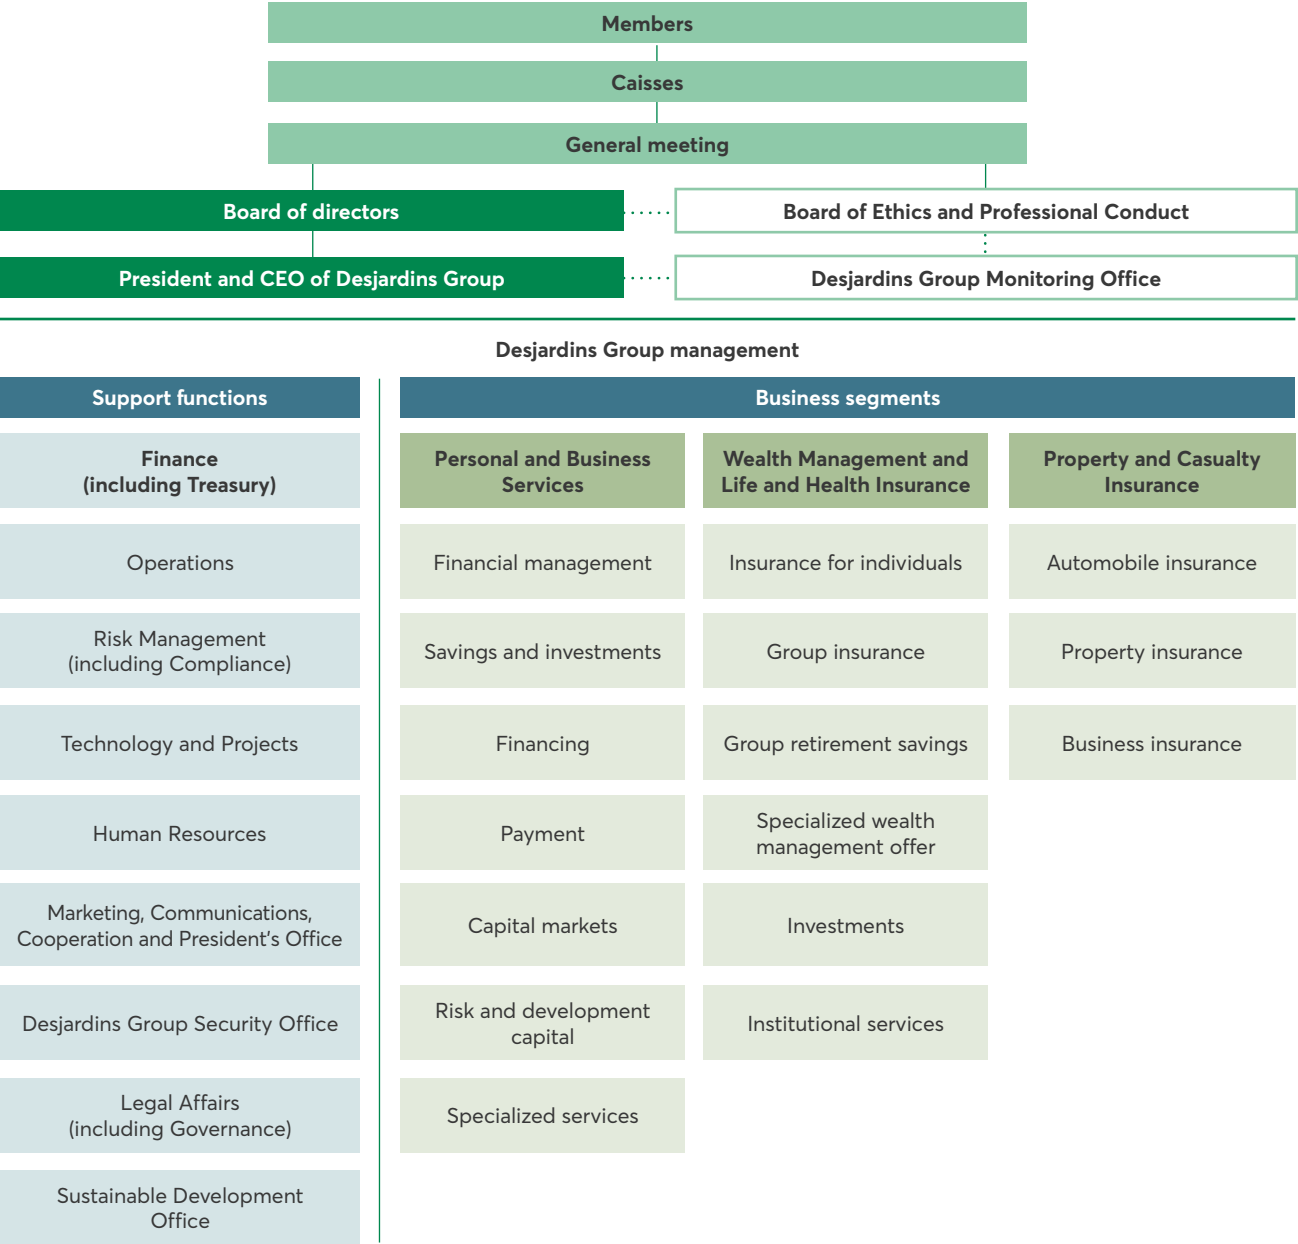 Members
Caisses
General meeting
Board of directors
Board of Ethics and Professional Conduct
President and CEO of Desjardins Group
Desjardins Group Monitoring Office
Desjardins Group management
Support functions
Finance
(including Treasury)
Operations
Risk Management
(including Compliance)
Technology and Projects
Human Resources
Marketing, Communications,
Cooperation and President's Office
Desjardins Group Security Office
Legal Affairs
(including Governance)
Sustainable Development
Office
Business segments
Personal and Business
Services
Financial management
Savings and investments
Financing
Payment
Capital markets
Risk and development
capital
Specialized services
Wealth Management and
Life and Health Insurance
Insurance for individuals
Group insurance
Group retirement savings
Specialized wealth
management offer
Investments
Institutional services
Property and Casualty
Insurance
Automobile insurance
Property insurance
Business insurance